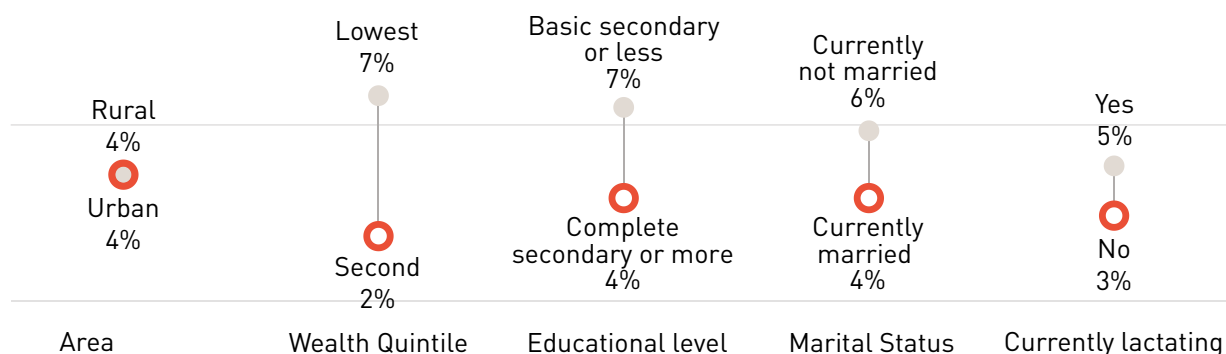 Rural
4%
Urban
4%
Area
Lowest
7%
Second
2%
Wealth Quintile
Basic secondary
or less
7%
Complete
secondary or more
4%
Educational level
Currently
not married
6%
Currently
married
4%
Marital Status
Yes
5%
No
3%
Currently lactating